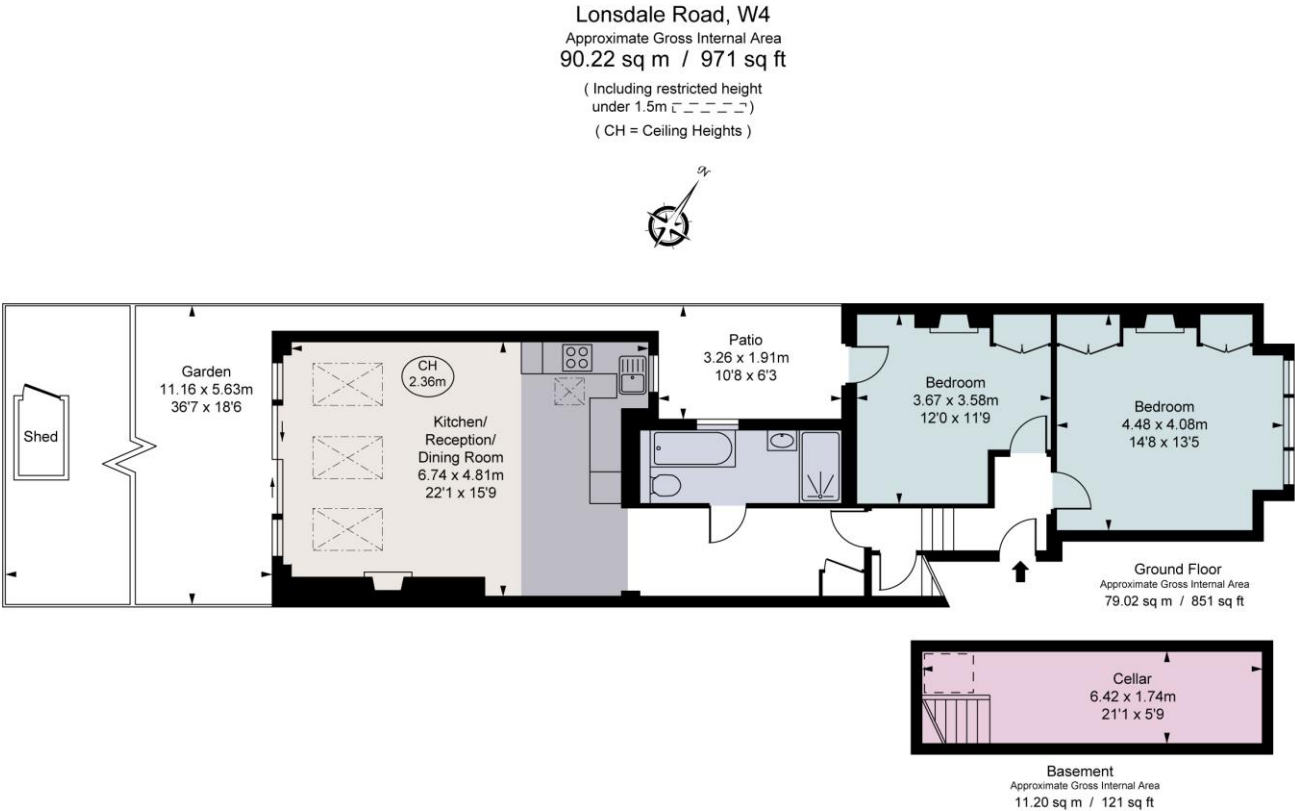 Lonsdale Road, W4
Approximate Gross Internal Area
90.22 sq m / 971 sq ft
( Including restricted height
under 1.5m )
( CH = Ceiling Heights )
N
Garden
11.16 x 5.63m
36'7 x 18'6
Shed
CH
2.36m
Kitchen/
Reception/
Dining Room
6.74 x 4.81m
22'1 x 15'9
Patio
3.26 x 1.91m
10'8 x 6'3
Bedroom
3.67 x 3.58m
12'0 x 11'9
Bedroom
4.48 x 4.08m
14'8 x 13'5
Ground Floor
Approximate Gross Internal Area
79.02 sq m / 851 sq ft
Cellar
6.42 x 1.74m
21'1 x 5'9
Basement
Approximate Gross Internal Area
11.20 sq m / 121 sq ft